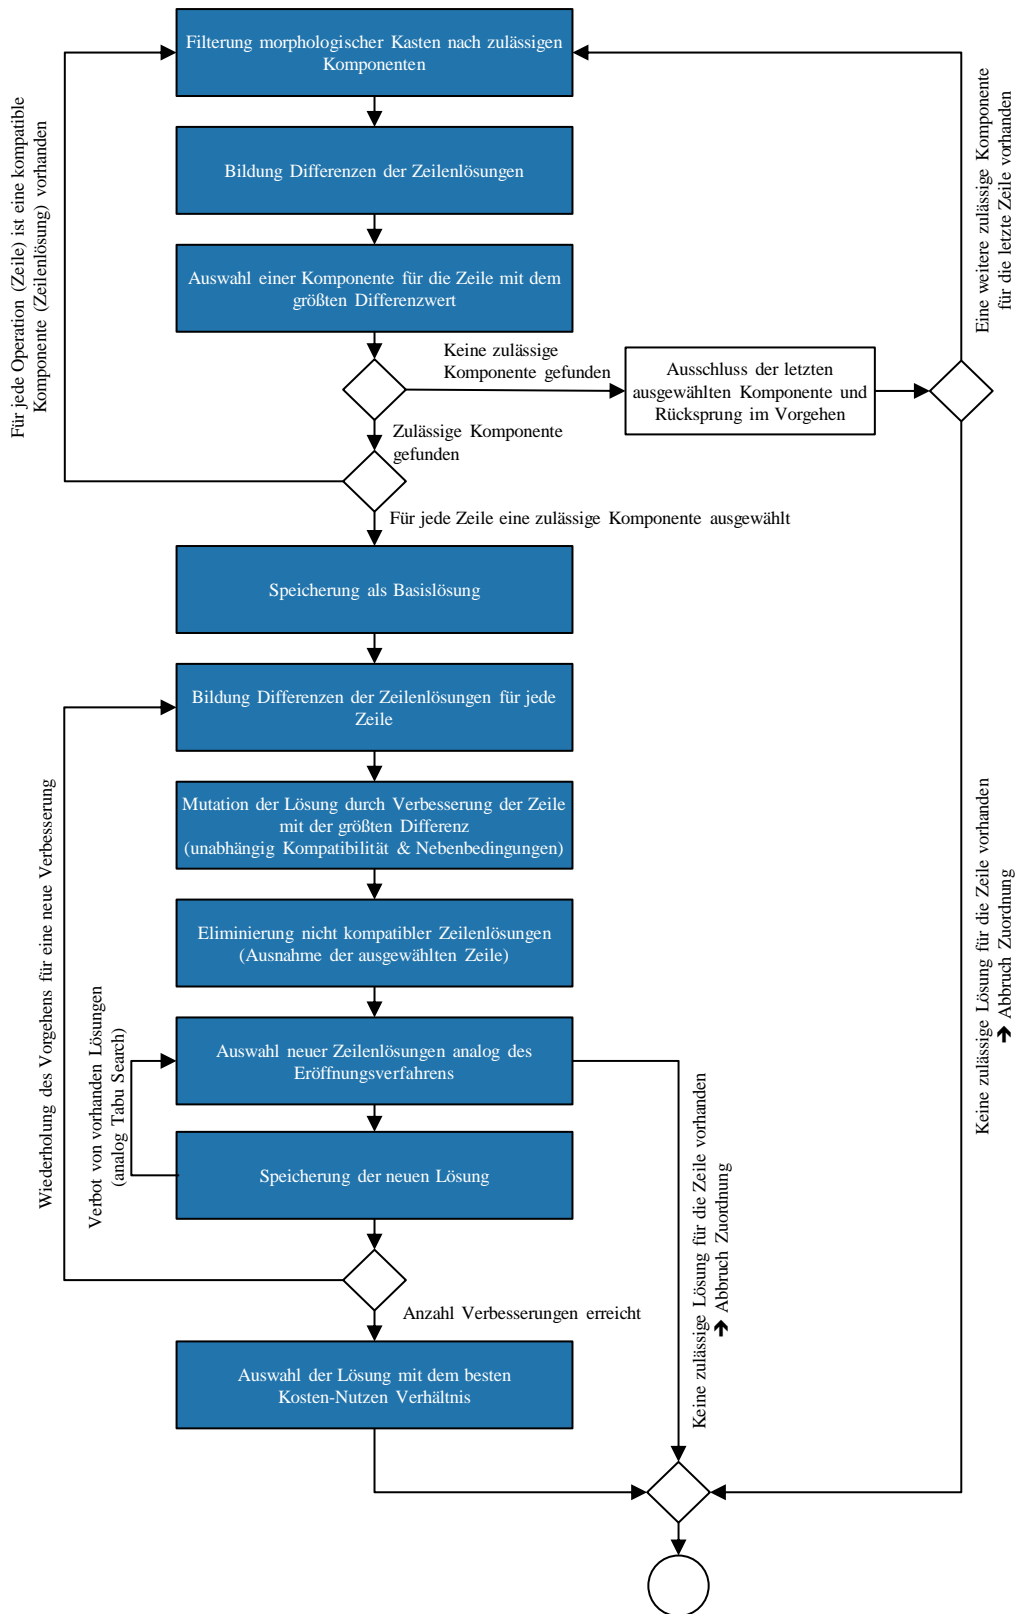 Filterung morphologischer Kasten nach zulässigen
Komponenten
Für jede Operation (Zeile) ist eine kompatible
Komponente (Zeilenlösung) vorhanden
Eine weitere zulässige Komponente
für die letzte Zeile vorhanden
Bildung Differenzen der Zeilenlösungen
Auswahl einer Komponente für die Zeile mit dem
größten Differenzwert
Keine zulässige
Komponente gefunden
Ausschluss der letzten
ausgewählten Komponente und
Rücksprung im Vorgehen
Zulässige Komponente
gefunden
Für jede Zeile eine zulässige Komponente ausgewählt
Speicherung als Basislösung
Bildung Differenzen der Zeilenlösungen für jede
Zeile
Mutation der Lösung durch Verbesserung der Zeile
mit der größten Differenz
(unabhängig Kompatibilität & Nebenbedingungen)
Wiederholung des Vorgehens für eine neue Verbesserung
Keine zulässige Lösung für die Zeile vorhanden
➔ Abbruch Zuordnung
Eliminierung nicht kompatibler Zeilenlösungen
(Ausnahme der ausgewählten Zeile)
Verbot von vorhanden Lösungen
(analog Tabu Search)
Auswahl neuer Zeilenlösungen analog des
Eröffnungsverfahrens
Speicherung der neuen Lösung
Keine zulässige Lösung für die Zeile vorhanden
➔ Abbruch Zuordnung
Anzahl Verbesserungen erreicht
Auswahl der Lösung mit dem besten
Kosten-Nutzen Verhältnis